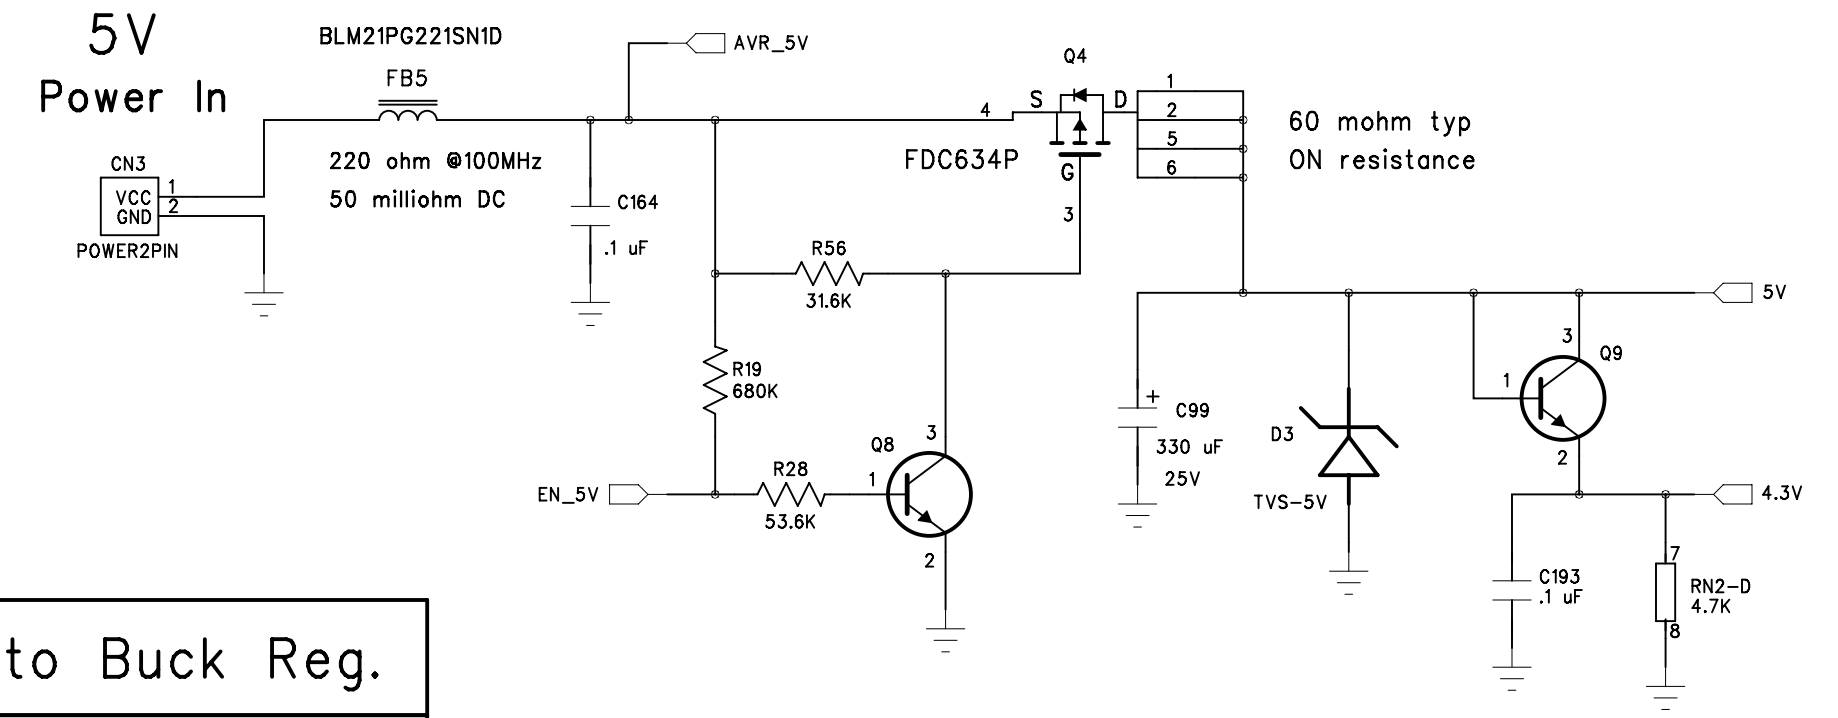 5V
Power In
BLM21PG221SN1D
FB5
220 ohm @100MHz
50 milliohm DC
AVR_5V
CN3
VCC 1
GND 2
POWER2PIN
C164
.1 uF
Q4
4
S
D
G
3
FDC634P
1
2
5
6
60 mohm typ
ON resistance
R56
31.6K
R19
680K
EN_5V
R28
53.6K
Q8
1
3
2
5V
+
C99
330 uF
25V
D3
TVS-5V
3
Q9
1
2
4.3V
C193
.1 uF
7
RN2-D
4.7K
8
to Buck Reg.